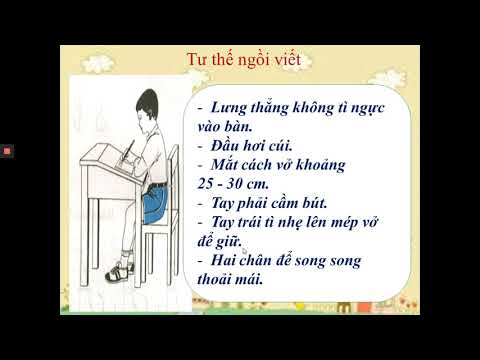 Tư thế ngồi viết
- Lưng thẳng không tì ngực
vào bàn.
- Đầu hơi cúi.
- Mắt cách vở khoảng
25 - 30 cm.
- Tay phải cầm bút.
- Tay trái tì nhẹ lên mép vở
để giữ.
- Hai chân để song song
thoải mái.